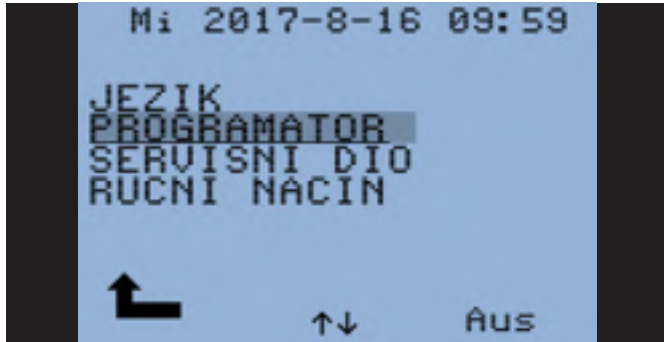 Mi 2017-8-16 09:59
JEZIK
PROGRAMATOR
SERVISNI DIO
RUCNI NACIN
↑↓ Aus